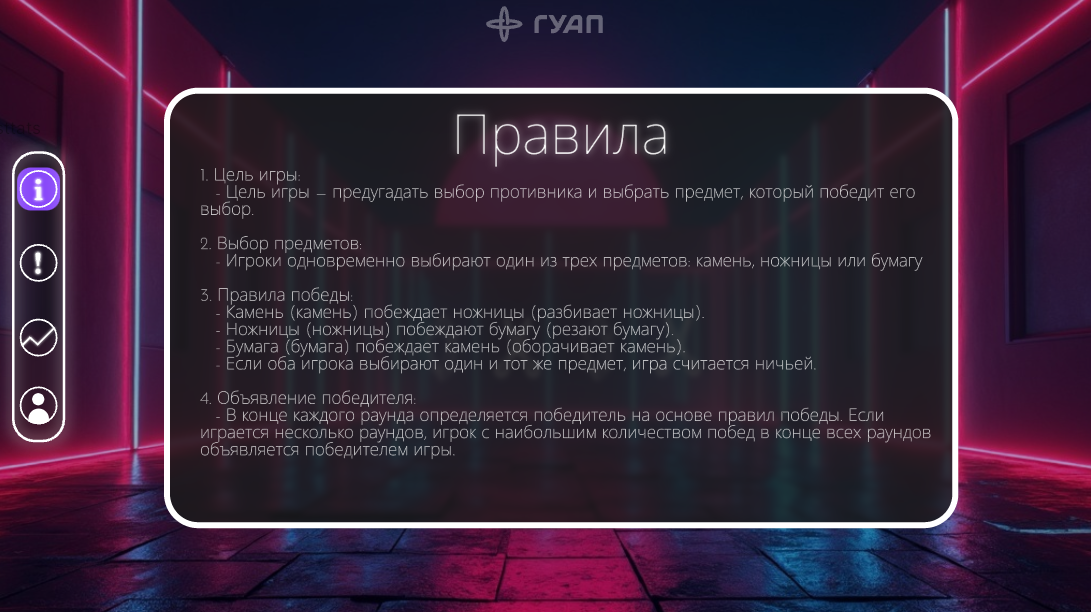 ГУАП
Правила
1. Цель игры:
- Цель игры – предугадать выбор противника и выбрать предмет, который победит его
выбор.
2. Выбор предметов:
- Игроки одновременно выбирают один из трех предметов: камень, ножницы или бумагу
3. Правила победы:
- Камень (камень) побеждает ножницы (разбивает ножницы).
- Ножницы (ножницы) побеждают бумагу (режут бумагу).
- Бумага (бумага) побеждает камень (оборачивает камень).
- Если оба игрока выбирают один и тот же предмет, игра считается ничьей.
4. Объявление победителя:
- В конце каждого раунда определяется победитель на основе правил победы. Если
играется несколько раундов, игрок с наибольшим количеством побед в конце всех раундов
объявляется победителем игры.